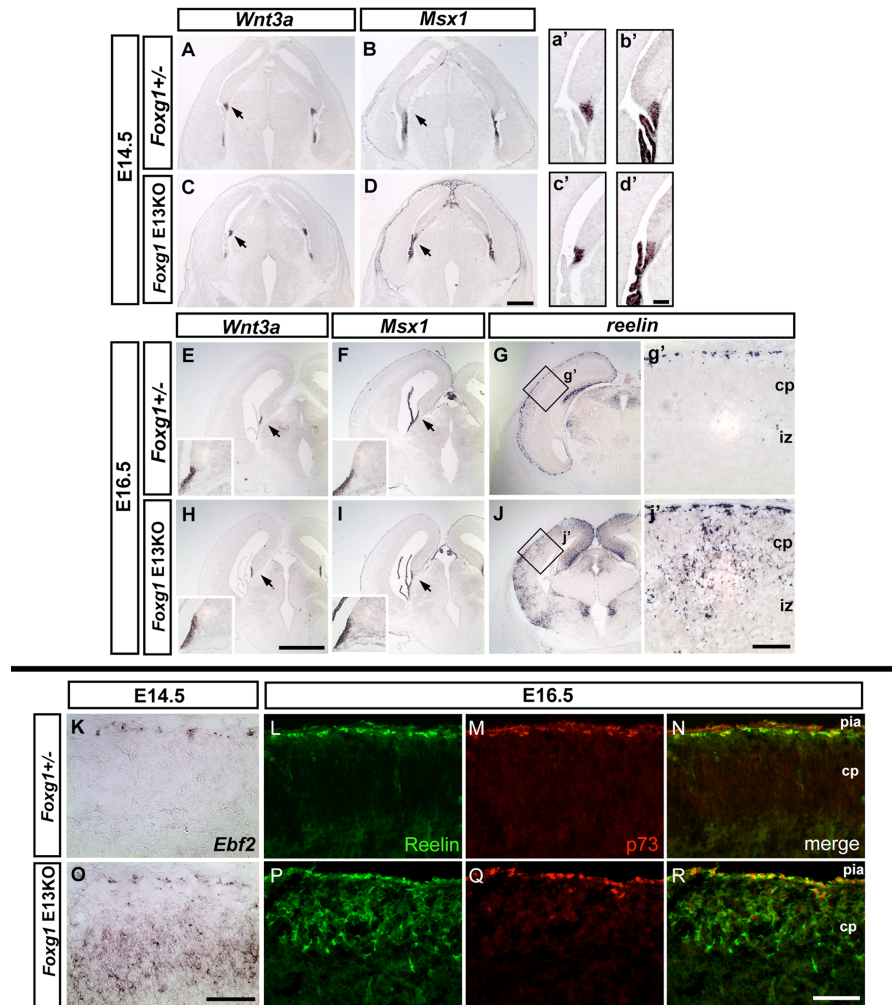 Wnt3a Msx1
E14.5
Foxg1+/-
A B a’ b’
Foxg1 E13KO
C D c’ d’
Wnt3a Msx1 reelin
E16.5
Foxg1+/-
E F G g’ g’
cp
iz
Foxg1 E13KO
H I J j’ j’
cp
iz
E14.5 E16.5
Foxg1+/-
K L M N pia
cp
Ebf2 Reelin p73 merge
Foxg1 E13KO
O P Q R pia
cp